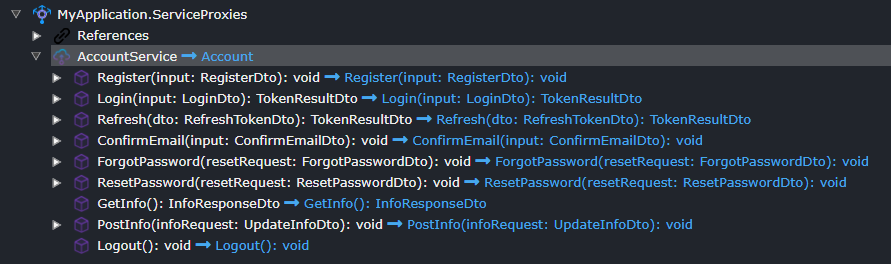 MyApplication.ServiceProxies
References
AccountService → Account
Register(input: RegisterDto): void → Register(input: RegisterDto): void
Login(input: LoginDto): TokenResultDto → Login(input: LoginDto): TokenResultDto
Refresh(dto: RefreshTokenDto): TokenResultDto → Refresh(dto: RefreshTokenDto): TokenResultDto
ConfirmEmail(input: ConfirmEmailDto): void → ConfirmEmail(input: ConfirmEmailDto): void
ForgotPassword(resetRequest: ForgotPasswordDto): void → ForgotPassword(resetRequest: ForgotPasswordDto): void
ResetPassword(resetRequest: ResetPasswordDto): void → ResetPassword(resetRequest: ResetPasswordDto): void
GetInfo(): InfoResponseDto → GetInfo(): InfoResponseDto
PostInfo(infoRequest: UpdateInfoDto): void → PostInfo(infoRequest: UpdateInfoDto): void
Logout(): void → Logout(): void